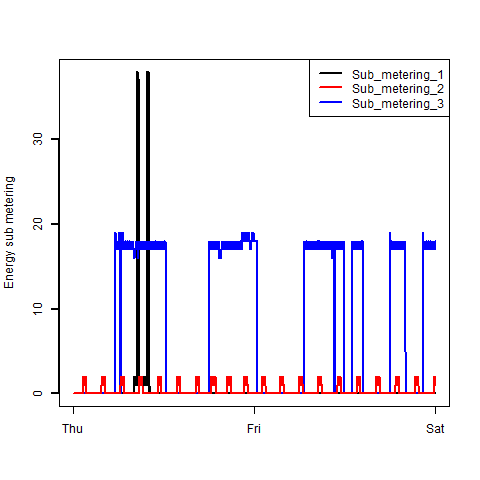 Sub_metering_1
Sub_metering_2
Sub_metering_3
Energy sub metering
30
20
10
0
Thu Fri Sat